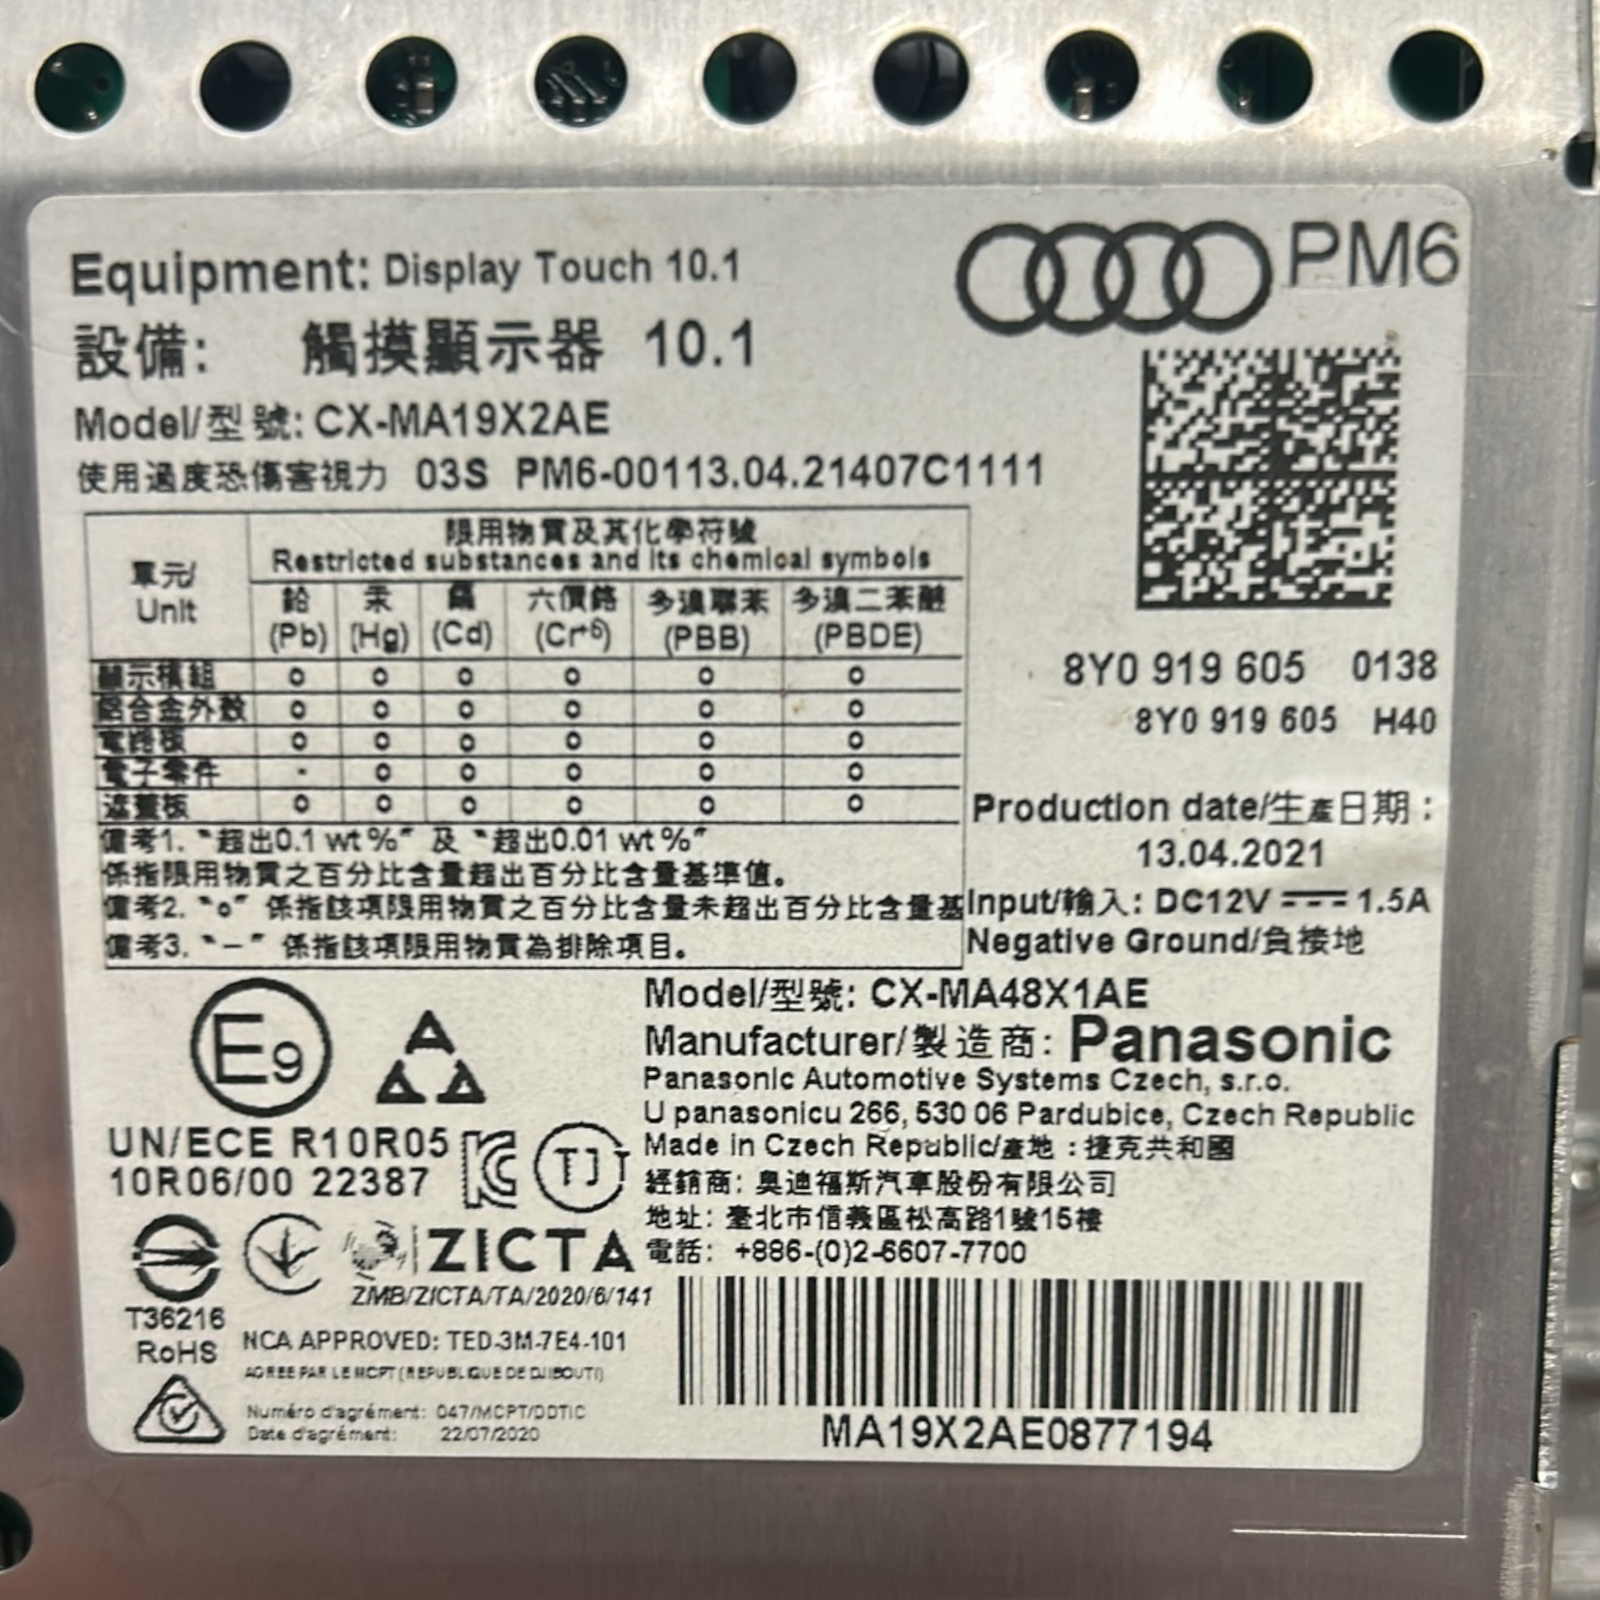 Equipment: Display Touch 10.1
PM6
設備: 觸摸顯示器 10.1
Model/型號: CX-MA19X2AE
使用過度恐傷害視力 03S PM6-00113.04.21407C1111
單元/
Unit
限用物質及其化學符號
Restricted substances and its chemical symbols
鉛 汞 鎘 六價鉻 多溴聯苯 多溴二苯醚
(Pb) (Hg) (Cd) (Cr+6) (PBB) (PBDE)
顯示模組 o o o o o o
鋁合金外殼 o o o o o o
電路板 o o o o o o
電子零件 - o o o o o
遮蓋板 o o o o o o
備考1. “超出0.1 wt %” 及 “超出0.01 wt %”
係指限用物質之百分比含量超出百分比含量基準值。
備考2. “o” 係指該項限用物質之百分比含量未超出百分比含量基
備考3. “—” 係指該項限用物質為排除項目。
8Y0 919 605 0138
8Y0 919 605 H40
Production date/生產日期:
13.04.2021
Input/輸入: DC12V 1.5A
Negative Ground/負接地
Model/型號: CX-MA48X1AE
Manufacturer/製造商: Panasonic
Panasonic Automotive Systems Czech, s.r.o.
U panasonicu 266, 530 06 Pardubice, Czech Republic
Made in Czech Republic/產地 : 捷克共和國
經銷商: 奧迪福斯汽車股份有限公司
地址: 臺北市信義區松高路1號15樓
電話: +886-(0)2-6607-7700
E9
UN/ECE R10R05
10R06/00 22387
TJT
ZICTA
ZMB/ZICTA/TA/2020/6/141
T36216
RoHS
NCA APPROVED: TED-3M-7E4-101
AGREE PAR LE MCPT (REPUBLIQUE DE DJIBOUTI)
Numéro d'agrément: 047/MCPT/DDTIC
Date d'agrément: 22/07/2020
MA19X2AE0877194